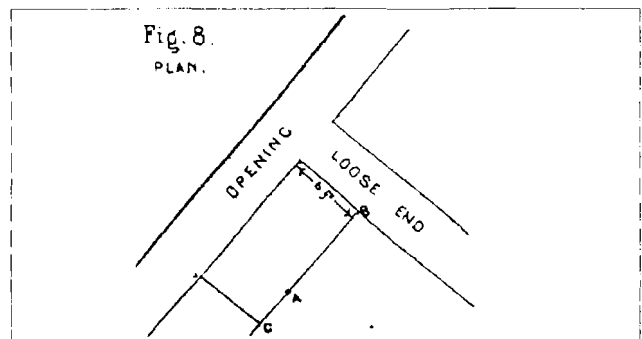 Fig. 8.
PLAN.
OPENING
LOOSE END
B
A
C